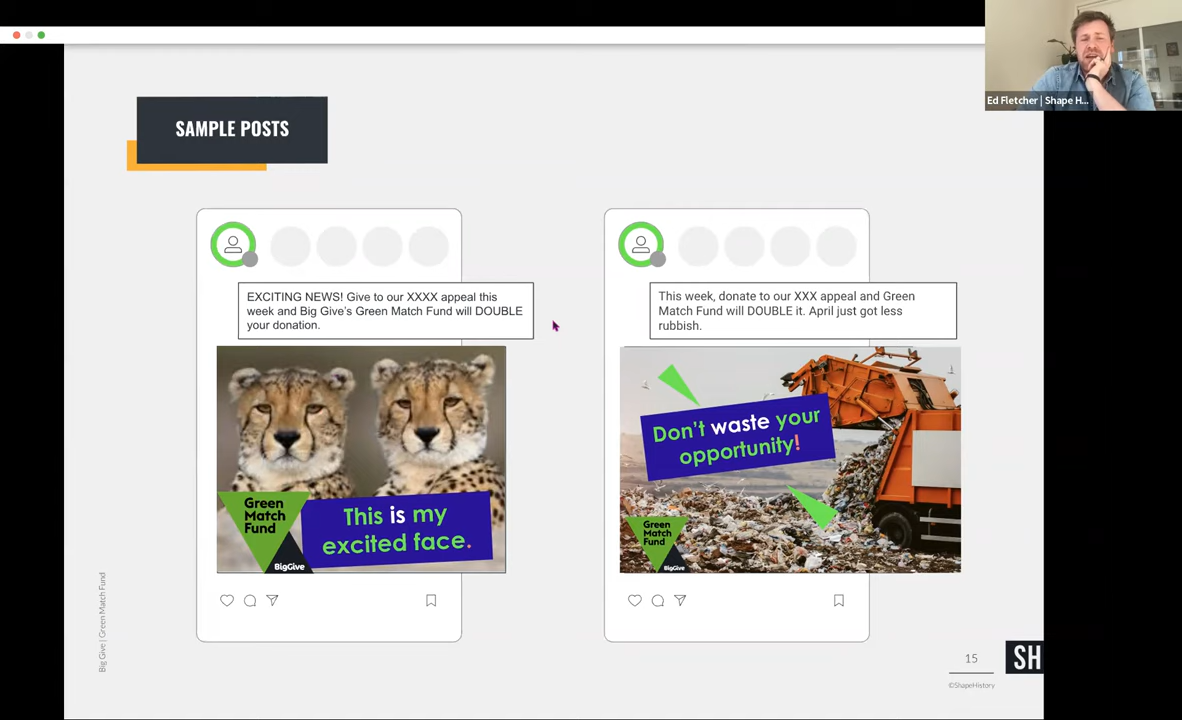 Ed Fletcher | Shape H...
SAMPLE POSTS
EXCITING NEWS! Give to our XXXX appeal this
week and Big Give's Green Match Fund will DOUBLE
your donation.
Green
Match
Fund
BigGive
This is my
excited face.
This week, donate to our XXX appeal and Green
Match Fund will DOUBLE it. April just got less
rubbish.
Don't waste your
opportunity!
Green
Match
Fund
BigGive
Big Give | Green Match Fund
15
SH
©ShapeHistory